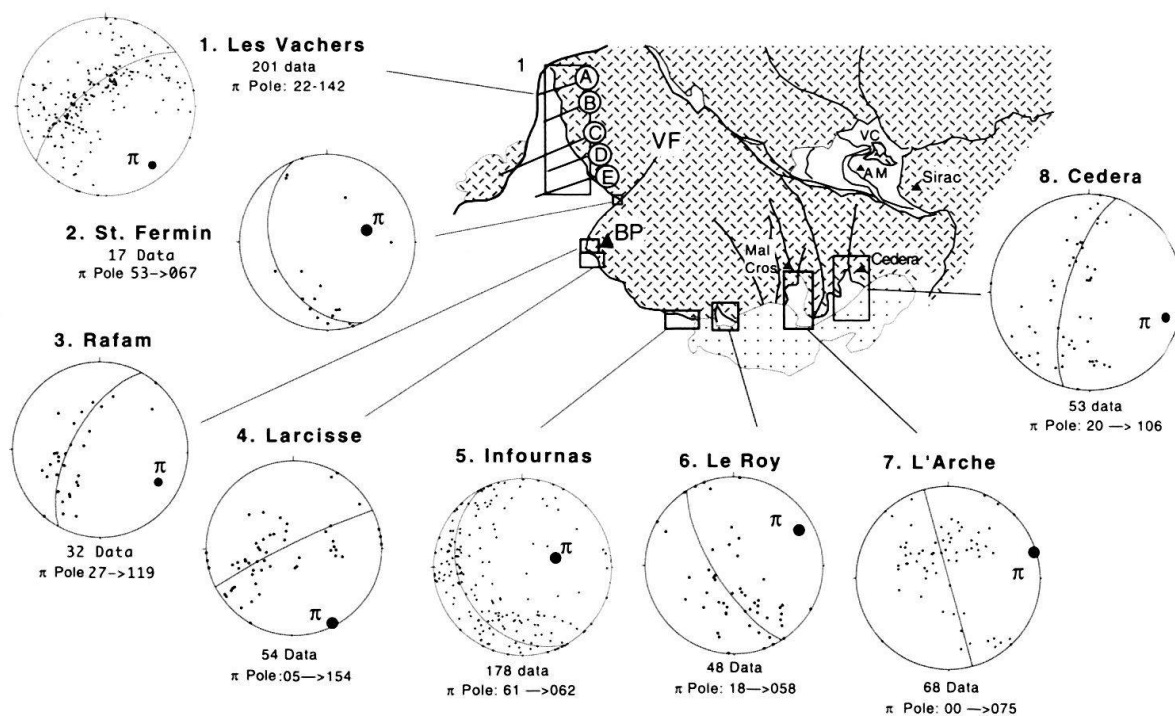 1. Les Vachers
201 data
π Pole: 22-142
π
2. St. Fermin
17 Data
π Pole 53->067
π
3. Rafam
32 Data
π Pole 27->119
π
4. Larcisse
54 Data
π Pole:05—>154
π
5. Infournas
178 data
π Pole: 61 —>062
π
6. Le Roy
48 Data
π Pole: 18—>058
π
7. L'Arche
68 Data
π Pole: 00 —>075
π
8. Cedera
53 data
π Pole: 20 —> 106
π
1
A
B
C
D
E
VF
BP
VC
AM
Sirac
Mal
Cros
Cedera